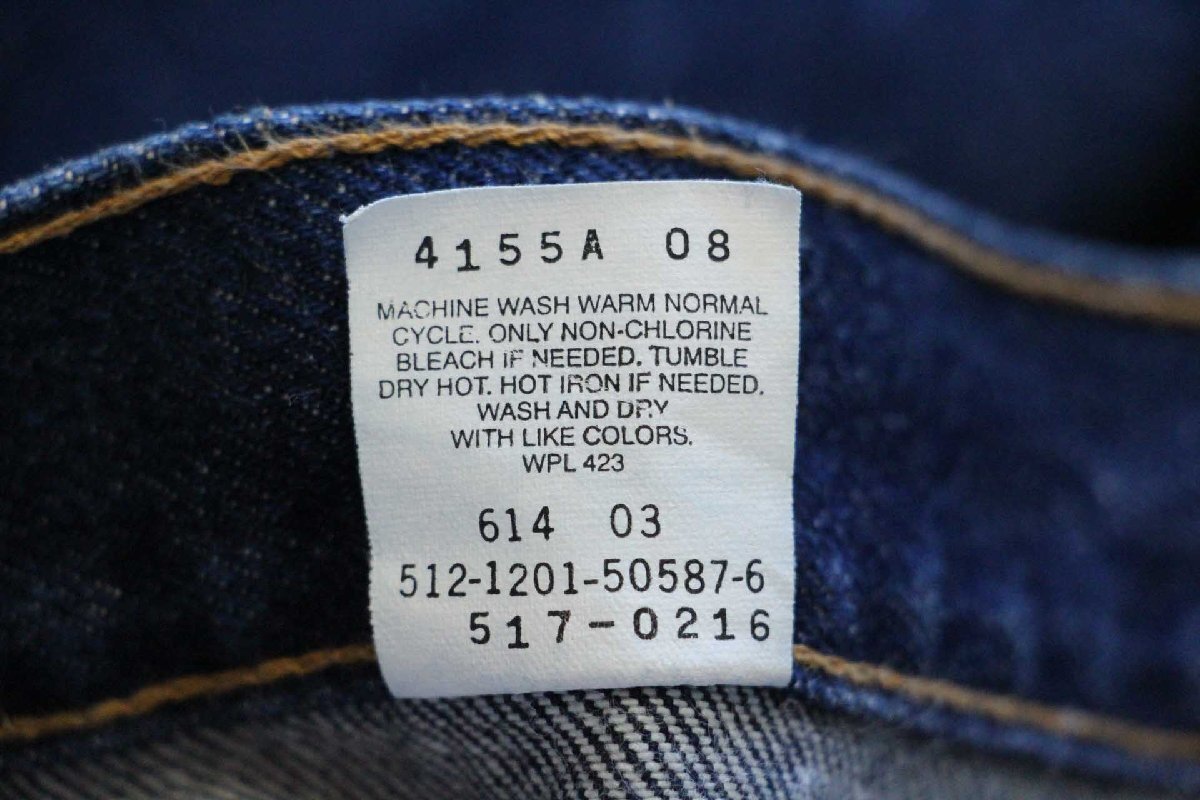 4155A 08
MACHINE WASH WARM NORMAL
CYCLE. ONLY NON-CHLORINE
BLEACH IF NEEDED. TUMBLE
DRY HOT. HOT IRON IF NEEDED.
WASH AND DRY
WITH LIKE COLORS.
WPL 423
614 03
512-1201-50587-6
517-0216